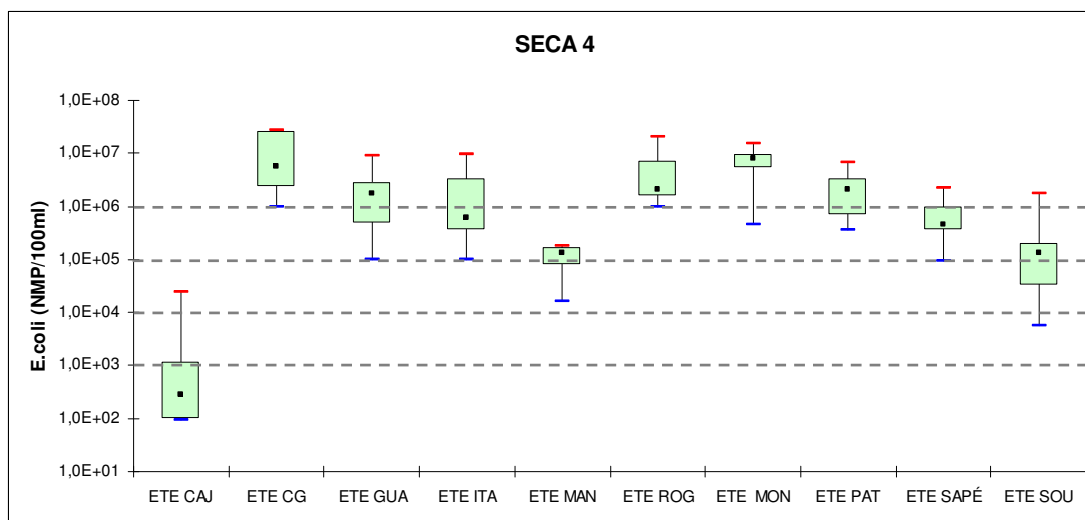 SECA 4
E.coli (NMP/100ml)
1,0E+08
1,0E+07
1,0E+06
1,0E+05
1,0E+04
1,0E+03
1,0E+02
1,0E+01
ETE CAJ ETE CG ETE GUA ETE ITA ETE MAN ETE ROG ETE MON ETE PAT ETE SAPÉ ETE SOU